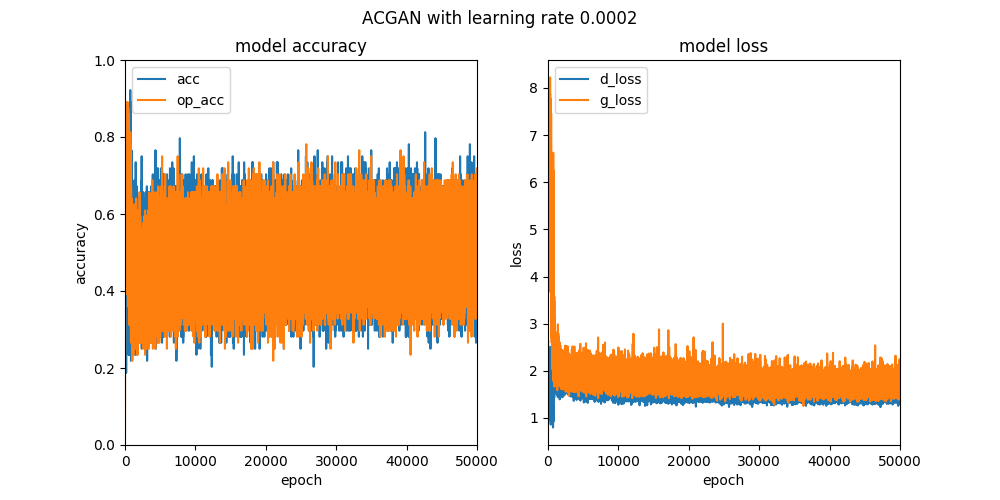 ACGAN with learning rate 0.0002
model accuracy
acc
op_acc
accuracy
1.0
0.8
0.6
0.4
0.2
0.0
0 10000 20000 30000 40000 50000
epoch
model loss
d_loss
g_loss
loss
8
7
6
5
4
3
2
1
0 10000 20000 30000 40000 50000
epoch